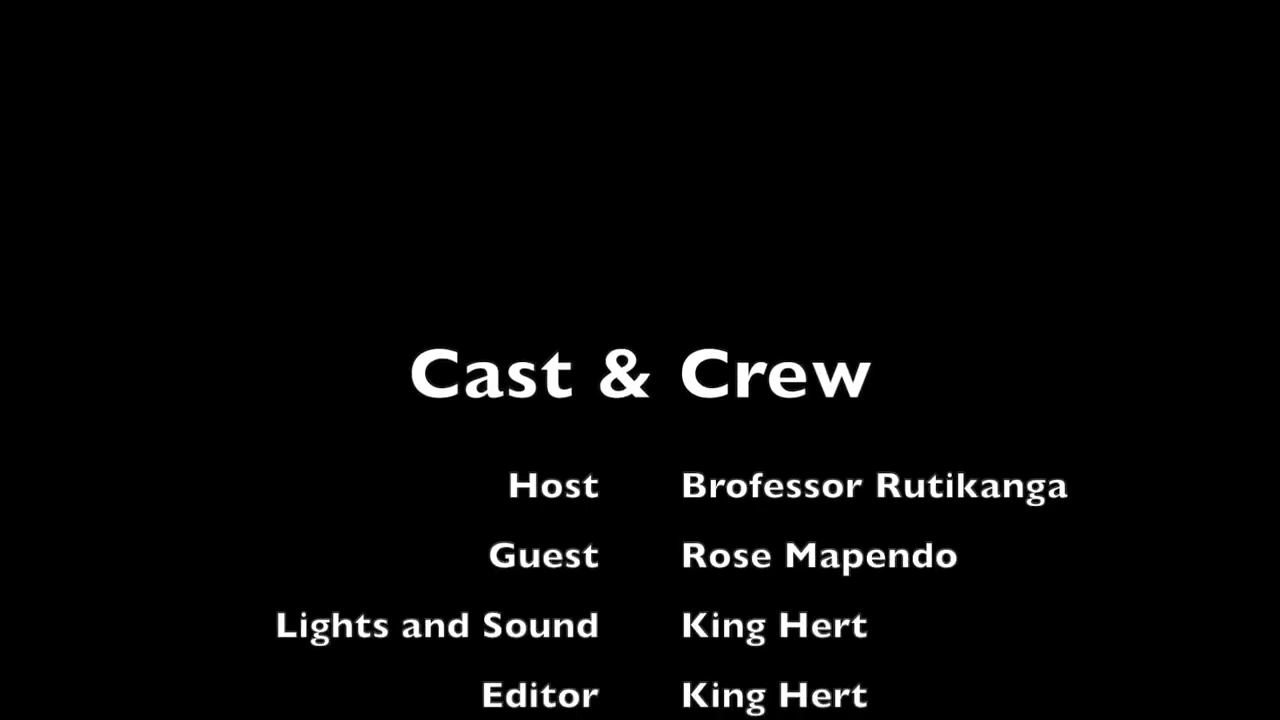 Cast & Crew
Host Brofessor Rutikanga
Guest Rose Mapendo
Lights and Sound King Hert
Editor King Hert